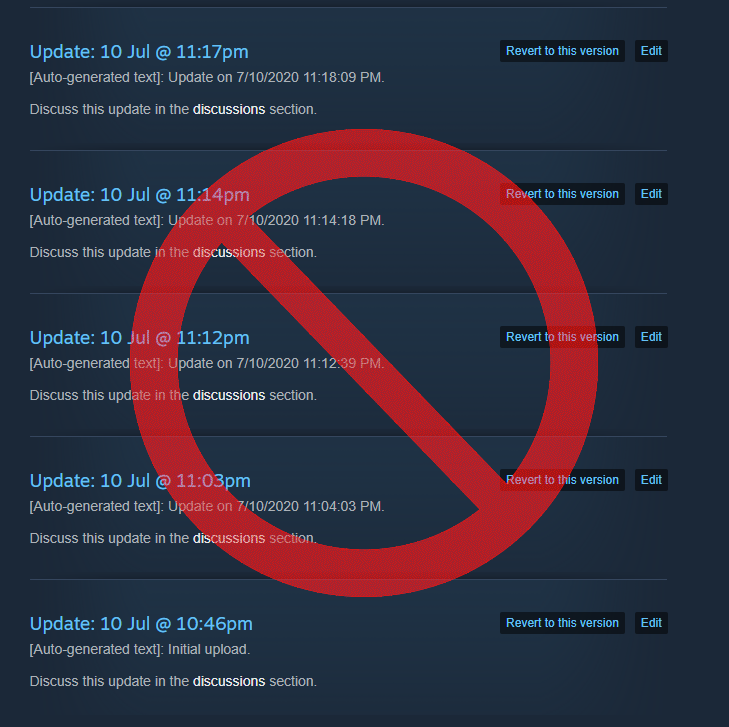 Update: 10 Jul @ 11:17pm
Revert to this version
Edit
[Auto-generated text]: Update on 7/10/2020 11:18:09 PM.
Discuss this update in the discussions section.
Update: 10 Jul @ 11:14pm
Revert to this version
Edit
[Auto-generated text]: Update on 7/10/2020 11:14:18 PM.
Discuss this update in the discussions section.
Update: 10 Jul @ 11:12pm
Revert to this version
Edit
[Auto-generated text]: Update on 7/10/2020 11:12:39 PM.
Discuss this update in the discussions section.
Update: 10 Jul @ 11:03pm
Revert to this version
Edit
[Auto-generated text]: Update on 7/10/2020 11:04:03 PM.
Discuss this update in the discussions section.
Update: 10 Jul @ 10:46pm
Revert to this version
Edit
[Auto-generated text]: Initial upload.
Discuss this update in the discussions section.